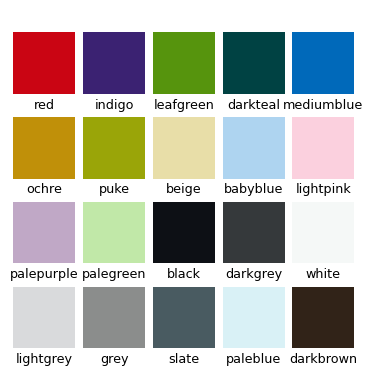 red indigo leafgreen darkteal mediumblue
ochre puke beige babyblue lightpink
palepurple palegreen black darkgrey white
lightgrey grey slate paleblue darkbrown